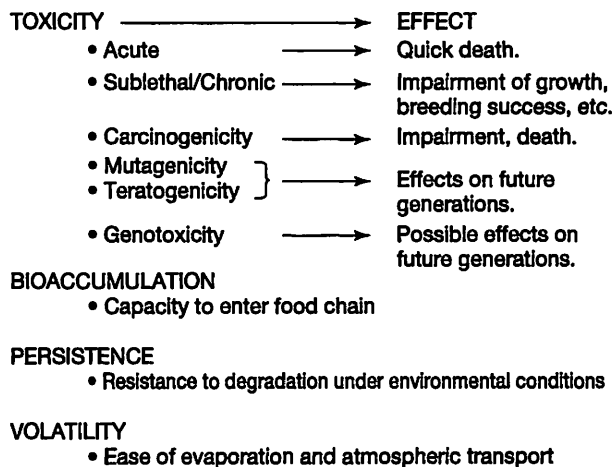 TOXICITY → EFFECT
• Acute → Quick death.
• Sublethal/Chronic → Impairment of growth,
breeding success, etc.
• Carcinogenicity → Impairment, death.
• Mutagenicity
• Teratogenicity } → Effects on future
generations.
• Genotoxicity → Possible effects on
future generations.
BIOACCUMULATION
• Capacity to enter food chain
PERSISTENCE
• Resistance to degradation under environmental conditions
VOLATILITY
• Ease of evaporation and atmospheric transport